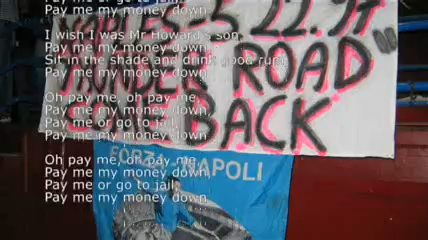 Pay me or go to jail,
Pay me my money down
I wish I was Mr Howard's son
Pay me my money down
Sit in the shade and drink good rum
Pay me my money down
Oh pay me, oh pay me,
Pay me my money down,
Pay me or go to jail,
Pay me my money down
Oh pay me, oh pay me,
Pay me my money down,
Pay me or go to jail,
Pay me my money down
ROAD"
BACK
FORZA NAPOLI